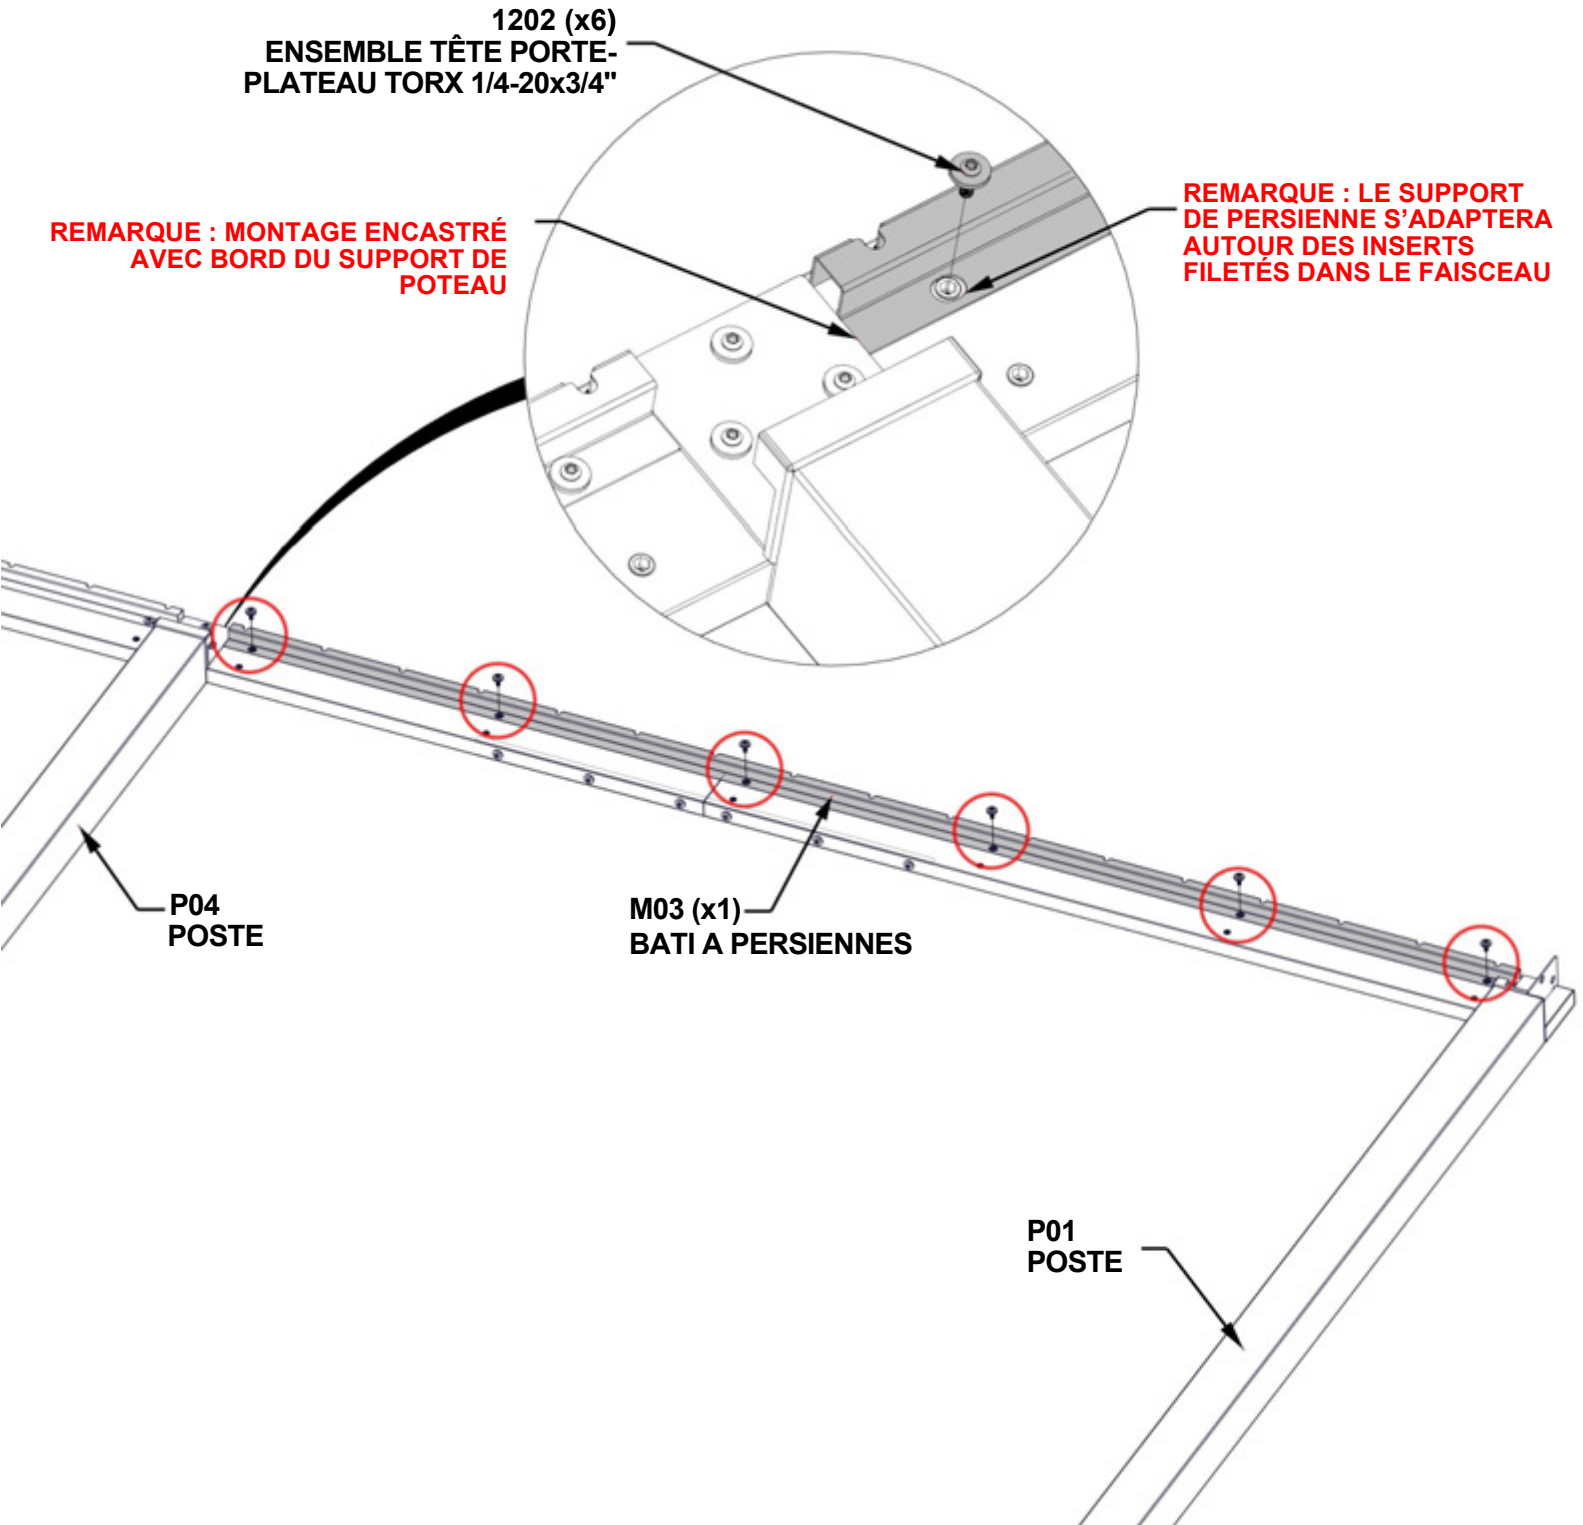 1202 (x6)
ENSEMBLE TÊTE PORTE-
PLATEAU TORX 1/4-20x3/4"
REMARQUE : MONTAGE ENCASTRÉ
AVEC BORD DU SUPPORT DE
POTEAU
REMARQUE : LE SUPPORT
DE PERSIENNE S’ADAPTERA
AUTOUR DES INSERTS
FILETÉS DANS LE FAISCEAU
P04
POSTE
M03 (x1)
BATI A PERSIENNES
P01
POSTE